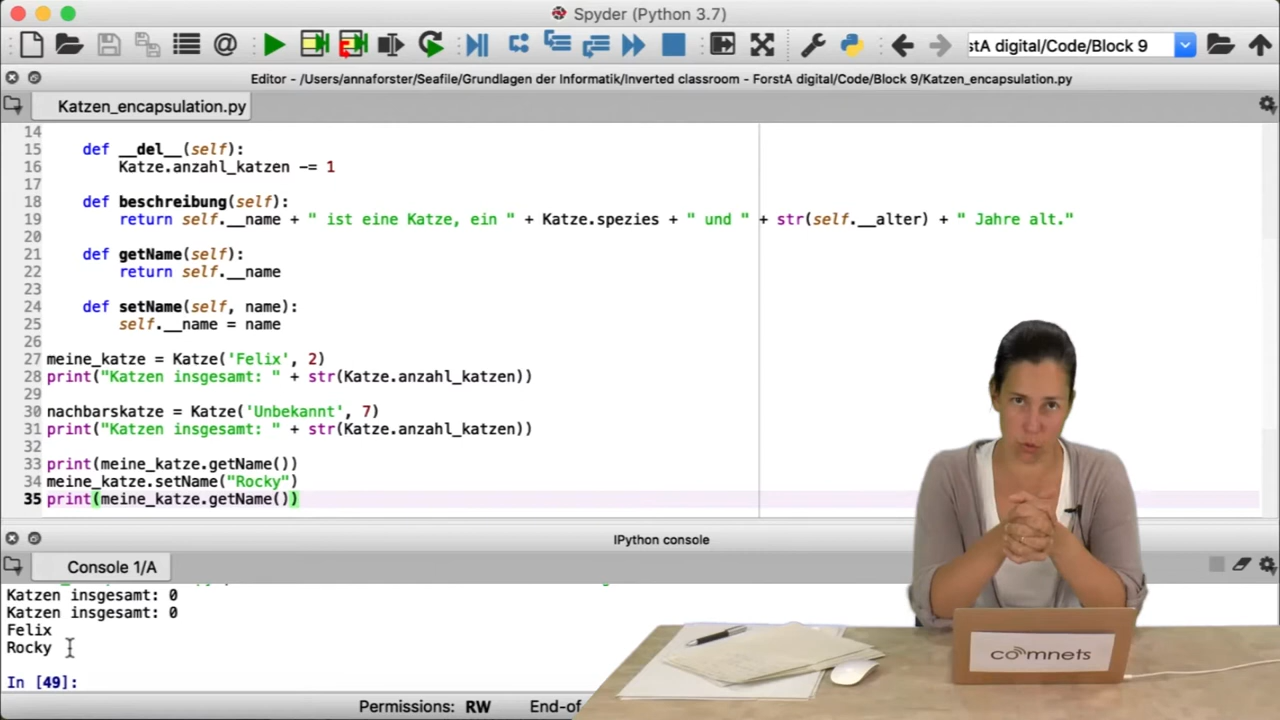 Spyder (Python 3.7)
stA digital/Code/Block 9
Editor - /Users/annaforster/Seafile/Grundlagen der Informatik/Inverted classroom - ForstA digital/Code/Block 9/Katzen_encapsulation.py
Katzen_encapsulation.py
14
15 def __del__(self):
16 Katze.anzahl_katzen -= 1
17
18 def beschreibung(self):
19 return self.__name + " ist eine Katze, ein " + Katze.spezies + " und " + str(self.__alter) + " Jahre alt."
20
21 def getName(self):
22 return self.__name
23
24 def setName(self, name):
25 self.__name = name
26
27 meine_katze = Katze('Felix', 2)
28 print("Katzen insgesamt: " + str(Katze.anzahl_katzen))
29
30 nachbarskatze = Katze('Unbekannt', 7)
31 print("Katzen insgesamt: " + str(Katze.anzahl_katzen))
32
33 print(meine_katze.getName())
34 meine_katze.setName("Rocky")
35 print(meine_katze.getName())
IPython console
Console 1/A
Katzen insgesamt: 0
Katzen insgesamt: 0
Felix
Rocky
In [49]:
Permissions: RW End-of
comnets